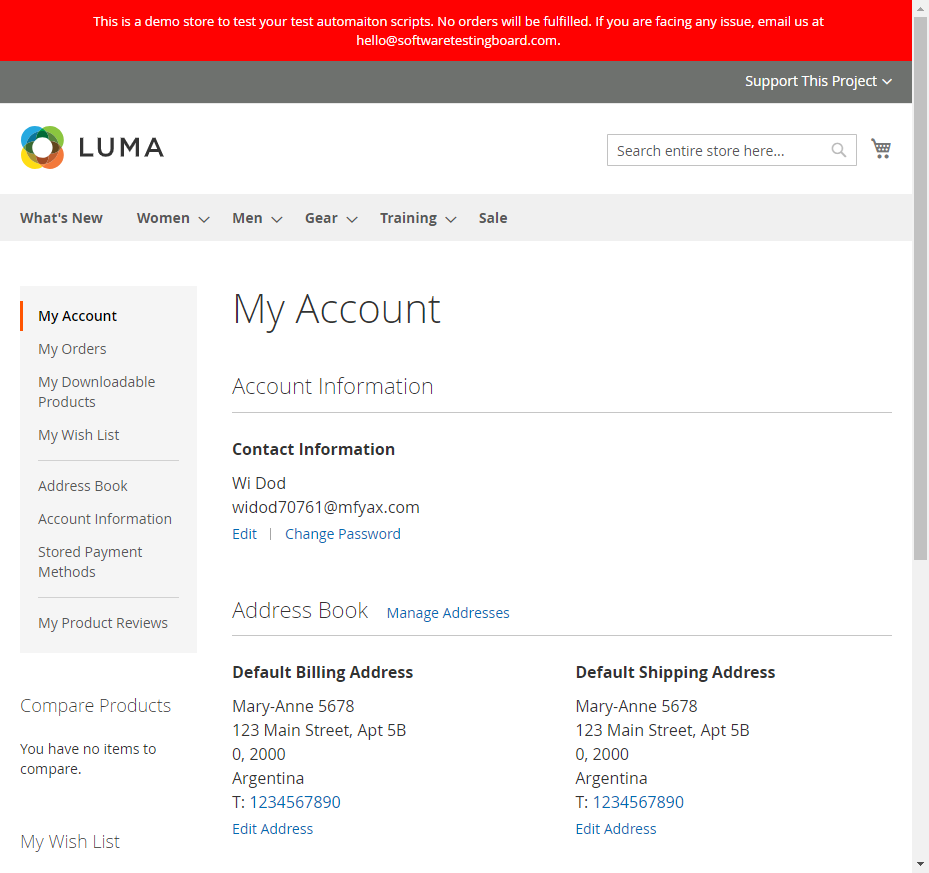 This is a demo store to test your test automaiton scripts. No orders will be fulfilled. If you are facing any issue, email us at
hello@softwaretestingboard.com.
Support This Project
LUMA
Search entire store here...
What's New Women Men Gear Training Sale
My Account
My Orders
My Downloadable
Products
My Wish List
Address Book
Account Information
Stored Payment
Methods
My Product Reviews
Compare Products
You have no items to
compare.
My Wish List
My Account
Account Information
Contact Information
Wi Dod
widod70761@mfyax.com
Edit | Change Password
Address Book Manage Addresses
Default Billing Address
Mary-Anne 5678
123 Main Street, Apt 5B
0, 2000
Argentina
T: 1234567890
Edit Address
Default Shipping Address
Mary-Anne 5678
123 Main Street, Apt 5B
0, 2000
Argentina
T: 1234567890
Edit Address